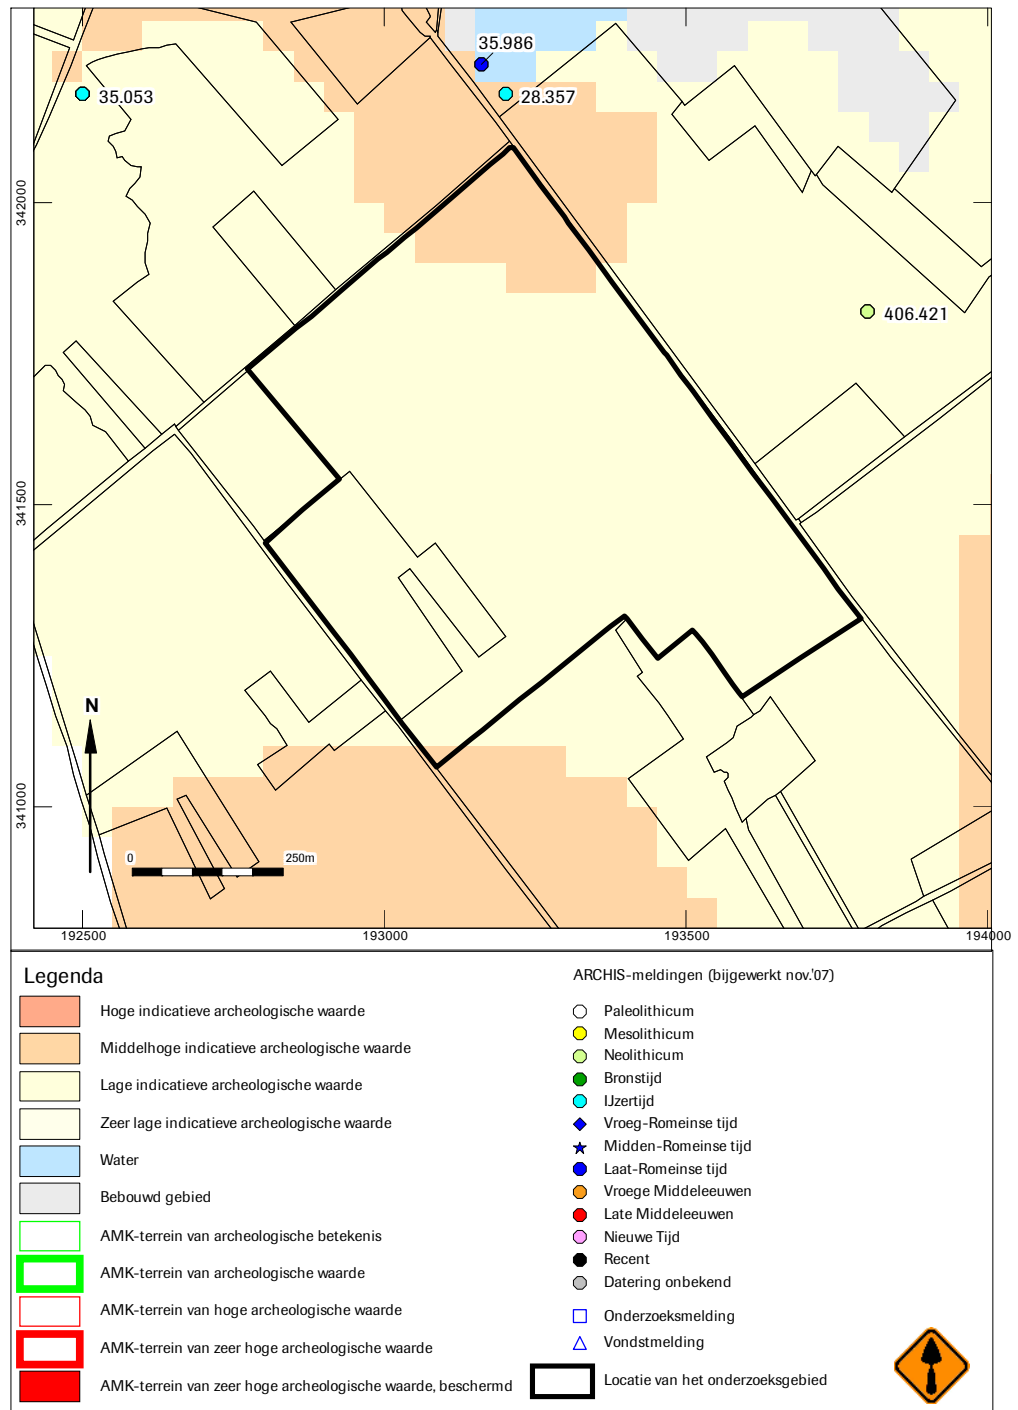 35.986
35.053
28.357
342000
406.421
341500
N
341000
0
250m
192500
193000
193500
194000
Legenda
Hoge indicatieve archeologische waarde
Middelhoge indicatieve archeologische waarde
Lage indicatieve archeologische waarde
Zeer lage indicatieve archeologische waarde
Water
Bebouwd gebied
AMK-terrein van archeologische betekenis
AMK-terrein van archeologische waarde
AMK-terrein van hoge archeologische waarde
AMK-terrein van zeer hoge archeologische waarde
AMK-terrein van zeer hoge archeologische waarde, beschermd
ARCHIS-meldingen (bijgewerkt nov.'07)
Paleolithicum
Mesolithicum
Neolithicum
Bronstijd
IJzertijd
Vroeg-Romeinse tijd
Midden-Romeinse tijd
Laat-Romeinse tijd
Vroege Middeleeuwen
Late Middeleeuwen
Nieuwe Tijd
Recent
Datering onbekend
Onderzoeksmelding
Vondstmelding
Locatie van het onderzoeksgebied